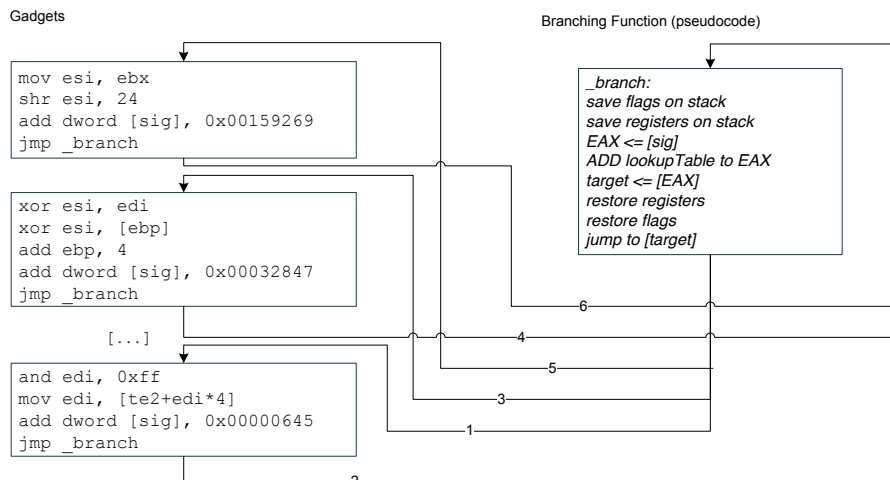 Gadgets
Branching Function (pseudocode)
mov esi, ebx
shr esi, 24
add dword [sig], 0x00159269
jmp _branch
_branch:
save flags on stack
save registers on stack
EAX <= [sig]
ADD lookupTable to EAX
target <= [EAX]
restore registers
restore flags
jump to [target]
xor esi, edi
xor esi, [ebp]
add ebp, 4
add dword [sig], 0x00032847
jmp _branch
6
[...]
4
5
and edi, 0xff
mov edi, [te2+edi*4]
add dword [sig], 0x00000645
jmp _branch
3
1